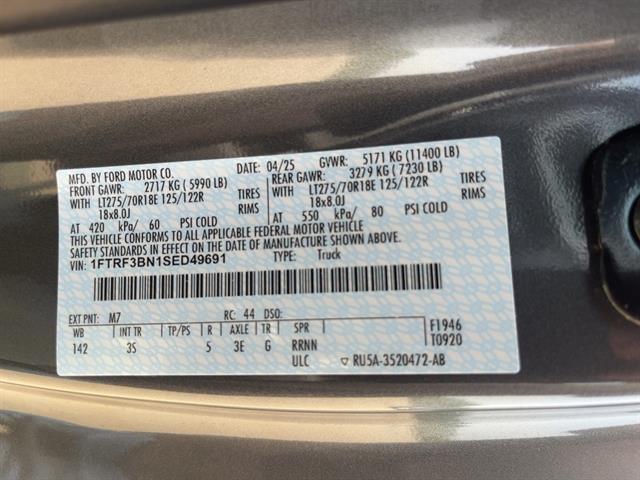 MFD. BY FORD MOTOR CO. 04/25 GVWR: 5171 KG (11400 LB)
FRONT GAWR: 2717 KG ( 5990 LB) REAR GAWR: 3279 KG ( 7230 LB)
WITH LT275/70R18E 125/122R TIRES WITH LT275/70R18E 125/122R TIRES
18x8.0J RIMS 18x8.0J RIMS
AT 420 kPa/ 60 PSI COLD AT 550 kPa/ 80 PSI COLD
THIS VEHICLE CONFORMS TO ALL APPLICABLE FEDERAL MOTOR VEHICLE
SAFETY STANDARDS IN EFFECT ON THE DATE OF MANUFACTURE SHOWN ABOVE.
VIN: 1FTRF3BN1SED49691 TYPE: Truck
EXT PNT: M7 RC: 44 DSO:
WB INT TR TP/PS R AXLE TR SPR F1946
142 3S 5 3E G RRNN T0920
ULC ▽ RU5A-3520472-AB